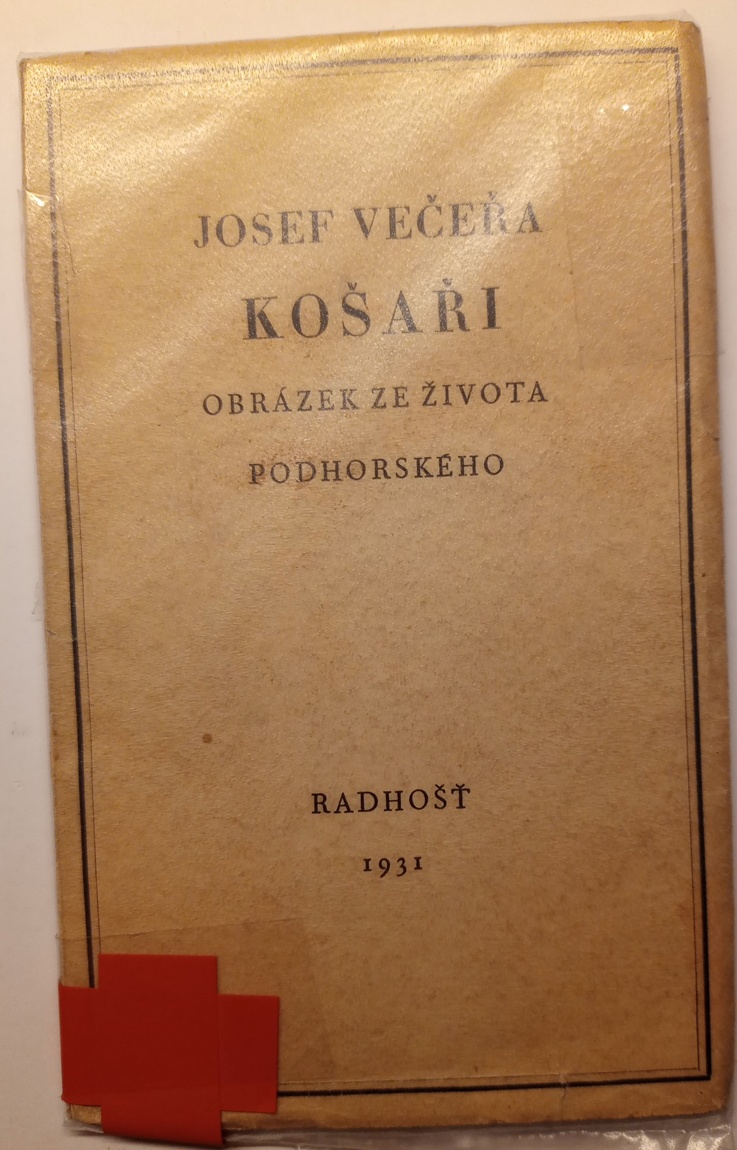 JOSEF VEČEŘA
KOŠAŘI
OBRÁZEK ZE ŽIVOTA
PODHORSKÉHO
RADHOŠŤ
1931